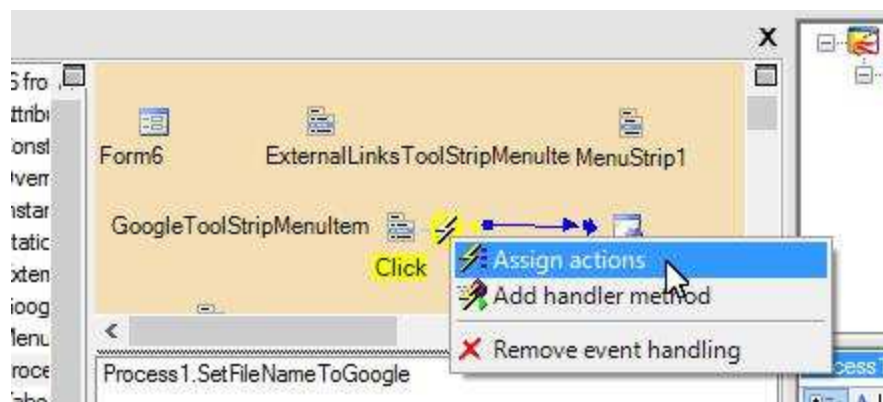 X
Form6
ExternalLinksToolStripMenuIte MenuStrip1
GoogleToolStripMenuItem
Click
Assign actions
Add handler method
Remove event handling
Process1.SetFileNameToGoogle